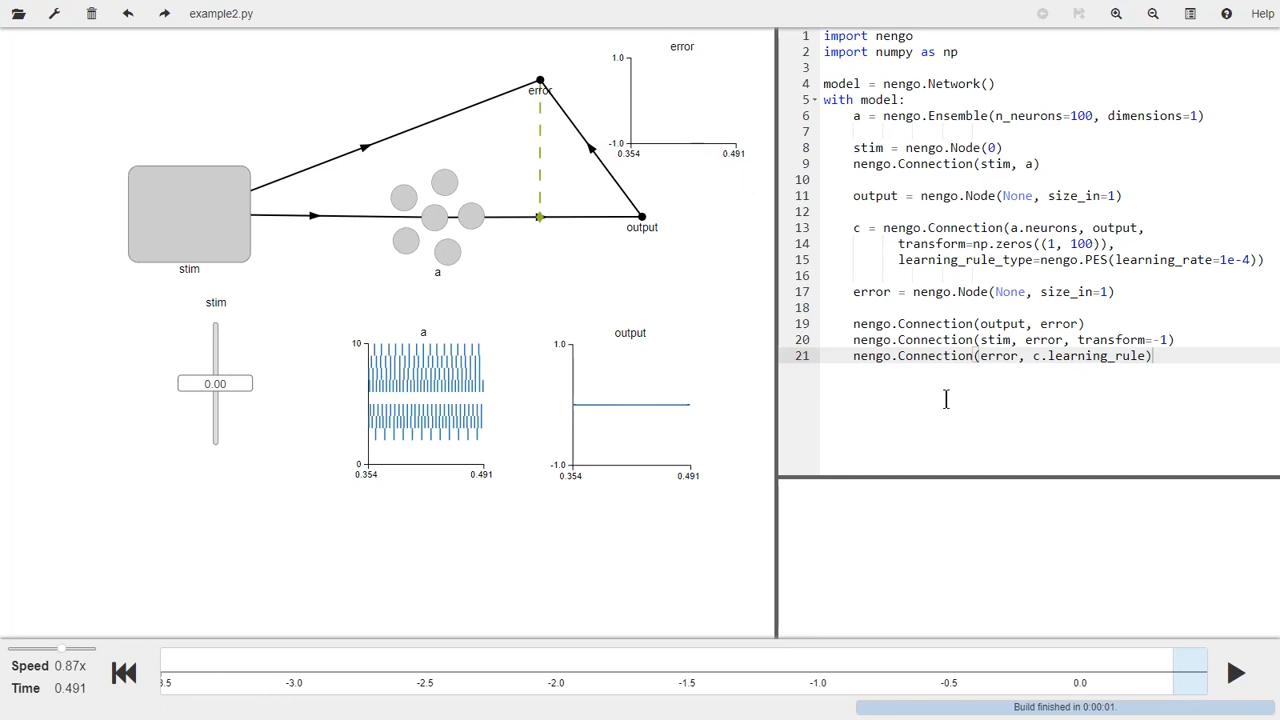 example2.py
Help
error
1.0
-1.0
0.354
0.491
error
output
stim
a
stim
0.00
a
10
0
0.354
0.491
output
1.0
-1.0
0.354
0.491
1 import nengo
2 import numpy as np
3
4 model = nengo.Network()
5 with model:
6     a = nengo.Ensemble(n_neurons=100, dimensions=1)
7
8     stim = nengo.Node(0)
9     nengo.Connection(stim, a)
10
11     output = nengo.Node(None, size_in=1)
12
13     c = nengo.Connection(a.neurons, output,
14           transform=np.zeros((1, 100)),
15           learning_rule_type=nengo.PES(learning_rate=1e-4))
16
17     error = nengo.Node(None, size_in=1)
18
19     nengo.Connection(output, error)
20     nengo.Connection(stim, error, transform=-1)
21     nengo.Connection(error, c.learning_rule)
Speed 0.87x
Time 0.491
3.5 -3.0 -2.5 -2.0 -1.5 -1.0 -0.5 0.0
Build finished in 0:00:01.